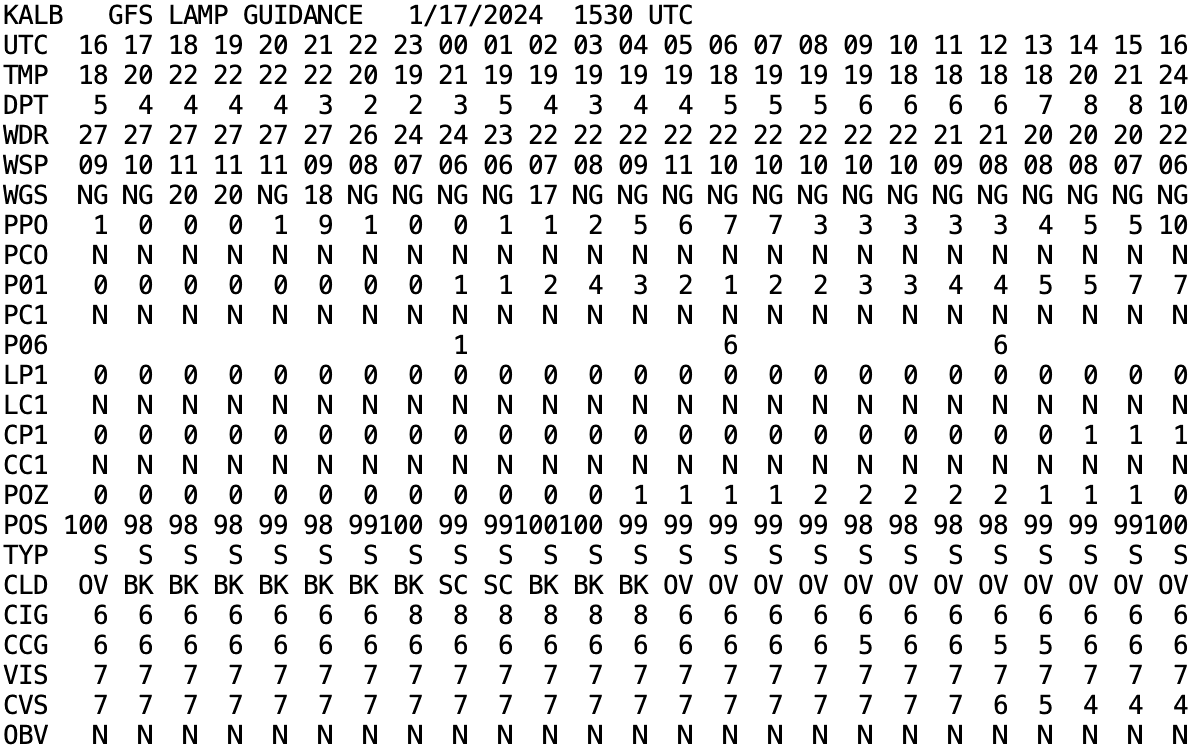 KALB   GFS LAMP GUIDANCE   1/17/2024  1530 UTC
UTC  16 17 18 19 20 21 22 23 00 01 02 03 04 05 06 07 08 09 10 11 12 13 14 15 16
TMP  18 20 22 22 22 22 20 19 21 19 19 19 19 19 18 19 19 19 18 18 18 18 20 21 24
DPT   5  4  4  4  4  3  2  2  3  5  4  3  4  4  5  5  5  6  6  6  6  7  8  8 10
WDR  27 27 27 27 27 27 26 24 24 23 22 22 22 22 22 22 22 22 22 21 21 20 20 20 22
WSP  09 10 11 11 11 09 08 07 06 06 07 08 09 11 10 10 10 10 10 09 08 08 08 07 06
WGS  NG NG 20 20 NG 18 NG NG NG NG 17 NG NG NG NG NG NG NG NG NG NG NG NG NG NG
PPO   1  0  0  0  1  9  1  0  0  1  1  2  5  6  7  7  3  3  3  3  3  4  5  5 10
PCO   N  N  N  N  N  N  N  N  N  N  N  N  N  N  N  N  N  N  N  N  N  N  N  N  N
P01   0  0  0  0  0  0  0  0  1  1  2  4  3  2  1  2  2  3  3  4  4  5  5  7  7
PC1   N  N  N  N  N  N  N  N  N  N  N  N  N  N  N  N  N  N  N  N  N  N  N  N  N
P06                           1                 6                 6
LP1   0  0  0  0  0  0  0  0  0  0  0  0  0  0  0  0  0  0  0  0  0  0  0  0  0
LC1   N  N  N  N  N  N  N  N  N  N  N  N  N  N  N  N  N  N  N  N  N  N  N  N  N
CP1   0  0  0  0  0  0  0  0  0  0  0  0  0  0  0  0  0  0  0  0  0  0  1  1  1
CC1   N  N  N  N  N  N  N  N  N  N  N  N  N  N  N  N  N  N  N  N  N  N  N  N  N
POZ   0  0  0  0  0  0  0  0  0  0  0  0  1  1  1  1  2  2  2  2  2  1  1  1  0
POS 100 98 98 98 99 98 99100 99 99100100 99 99 99 99 99 98 98 98 98 99 99 99100
TYP   S  S  S  S  S  S  S  S  S  S  S  S  S  S  S  S  S  S  S  S  S  S  S  S  S
CLD  OV BK BK BK BK BK BK BK SC SC BK BK BK OV OV OV OV OV OV OV OV OV OV OV OV
CIG   6  6  6  6  6  6  6  8  8  8  8  8  8  6  6  6  6  6  6  6  6  6  6  6  6
CCG   6  6  6  6  6  6  6  6  6  6  6  6  6  6  6  6  6  5  6  6  5  5  6  6  6
VIS   7  7  7  7  7  7  7  7  7  7  7  7  7  7  7  7  7  7  7  7  7  7  7  7  7
CVS   7  7  7  7  7  7  7  7  7  7  7  7  7  7  7  7  7  7  7  7  6  5  4  4  4
OBV   N  N  N  N  N  N  N  N  N  N  N  N  N  N  N  N  N  N  N  N  N  N  N  N  N